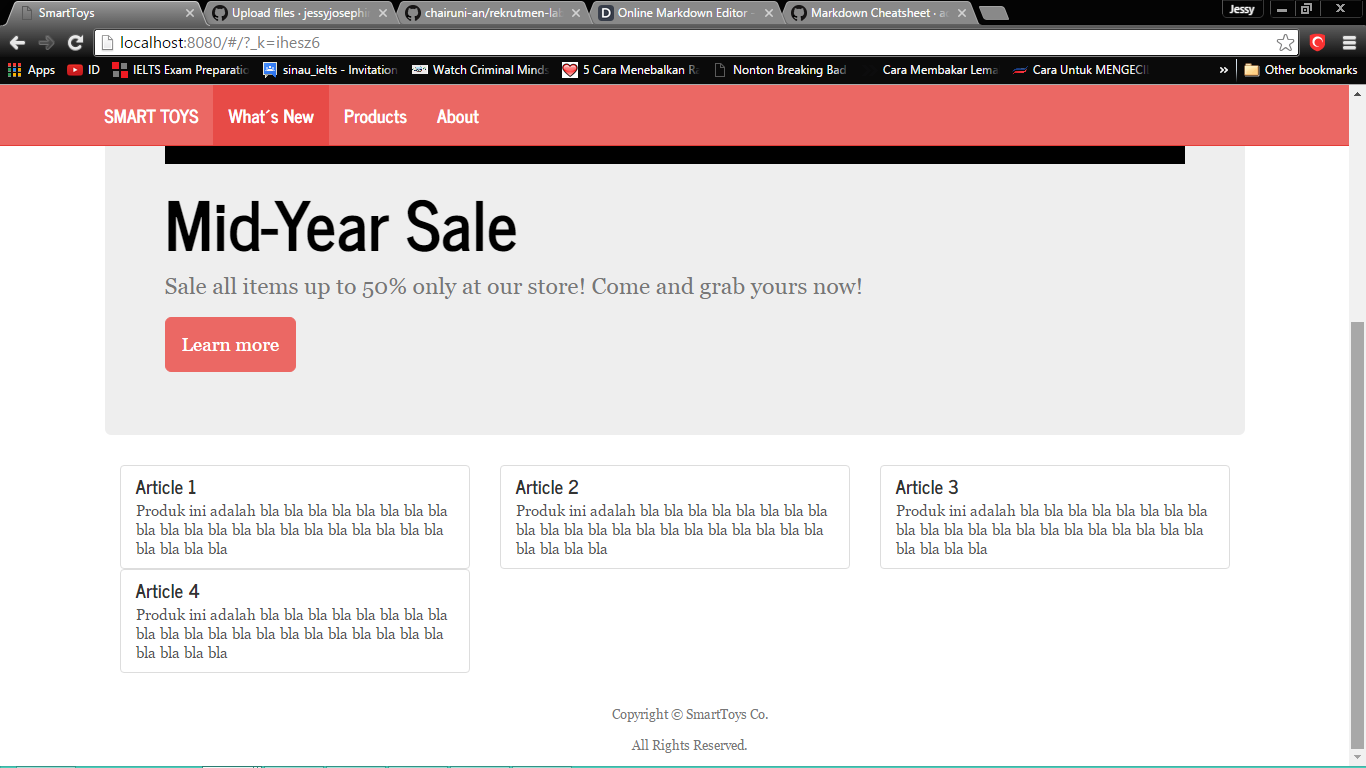 SmartToys
Upload files · jessyjosephin
chairuni-an/rekrutmen-lab
Online Markdown Editor -
Markdown Cheatsheet · a
Jessy
localhost:8080/#/?_k=ihesz6
Apps
ID
IELTS Exam Preparatio
sinau_ielts - Invitation
Watch Criminal Minds
5 Cara Menebalkan Ra
Nonton Breaking Bad
Cara Membakar Lema
Cara Untuk MENGECI
»
Other bookmarks
SMART TOYS
What´s New
Products
About
Mid-Year Sale
Sale all items up to 50% only at our store! Come and grab yours now!
Learn more
Article 1
Produk ini adalah bla bla bla bla bla bla bla bla
bla bla bla bla bla bla bla bla bla bla bla bla bla
bla bla bla bla
Article 2
Produk ini adalah bla bla bla bla bla bla bla bla
bla bla bla bla bla bla bla bla bla bla bla bla bla
bla bla bla bla
Article 3
Produk ini adalah bla bla bla bla bla bla bla bla
bla bla bla bla bla bla bla bla bla bla bla bla bla
bla bla bla bla
Article 4
Produk ini adalah bla bla bla bla bla bla bla bla
bla bla bla bla bla bla bla bla bla bla bla bla bla
bla bla bla bla
Copyright © SmartToys Co.
All Rights Reserved.